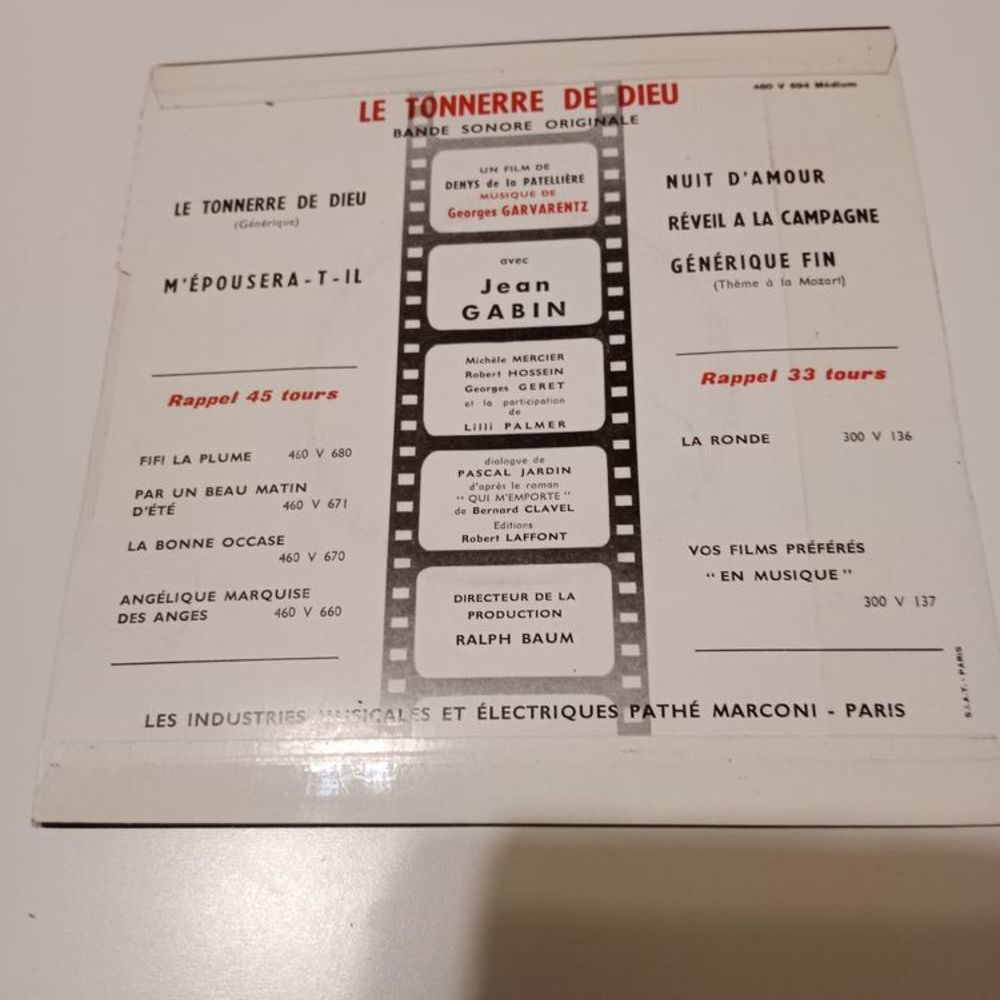 460 V 694 Médium
LE TONNERRE DE DIEU
BANDE SONORE ORIGINALE
LE TONNERRE DE DIEU
(Générique)
M'ÉPOUSERA-T-IL
Rappel 45 tours
FIFI LA PLUME 460 V 680
PAR UN BEAU MATIN
D'ÉTÉ 460 V 671
LA BONNE OCCASE
460 V 670
ANGÉLIQUE MARQUISE
DES ANGES 460 V 660
UN FILM DE
DENYS de la PATELLIÈRE
MUSIQUE DE
Georges GARVARENTZ
avec
Jean
GABIN
Michèle MERCIER
Robert HOSSEIN
Georges GERET
et la participation
de
Lilli PALMER
dialogue de
PASCAL JARDIN
d'après le roman
"QUI M'EMPORTE"
de Bernard CLAVEL
Editions
Robert LAFFONT
DIRECTEUR DE LA
PRODUCTION
RALPH BAUM
NUIT D'AMOUR
RÉVEIL A LA CAMPAGNE
GÉNÉRIQUE FIN
(Thème à la Mozart)
Rappel 33 tours
LA RONDE 300 V 136
VOS FILMS PRÉFÉRÉS
"EN MUSIQUE"
300 V 137
LES INDUSTRIES MUSICALES ET ÉLECTRIQUES PATHÉ MARCONI - PARIS
S.I.A.T. - PARIS